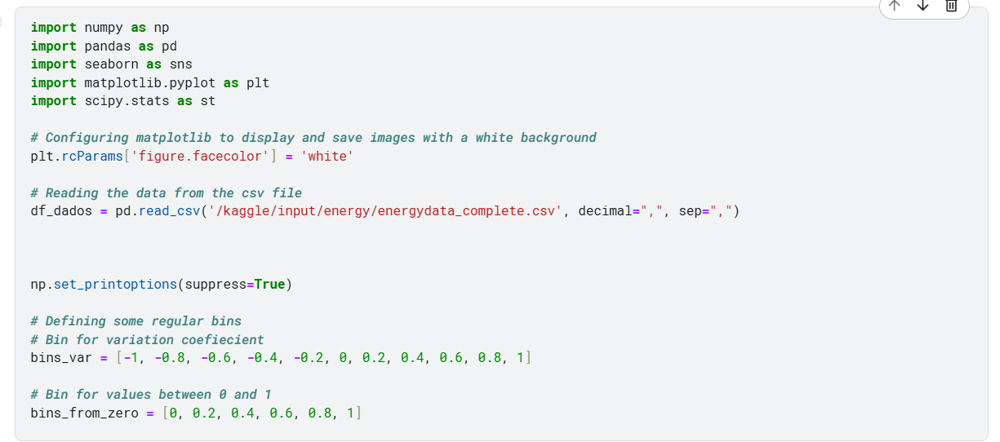 import numpy as np
import pandas as pd
import seaborn as sns
import matplotlib.pyplot as plt
import scipy.stats as st
# Configuring matplotlib to display and save images with a white background
plt.rcParams['figure.facecolor'] = 'white'
# Reading the data from the csv file
df_dados = pd.read_csv('/kaggle/input/energy/energydata_complete.csv', decimal=",", sep=",")
np.set_printoptions(suppress=True)
# Defining some regular bins
# Bin for variation coefiecient
bins_var = [-1, -0.8, -0.6, -0.4, -0.2, 0, 0.2, 0.4, 0.6, 0.8, 1]
# Bin for values between 0 and 1
bins_from_zero = [0, 0.2, 0.4, 0.6, 0.8, 1]